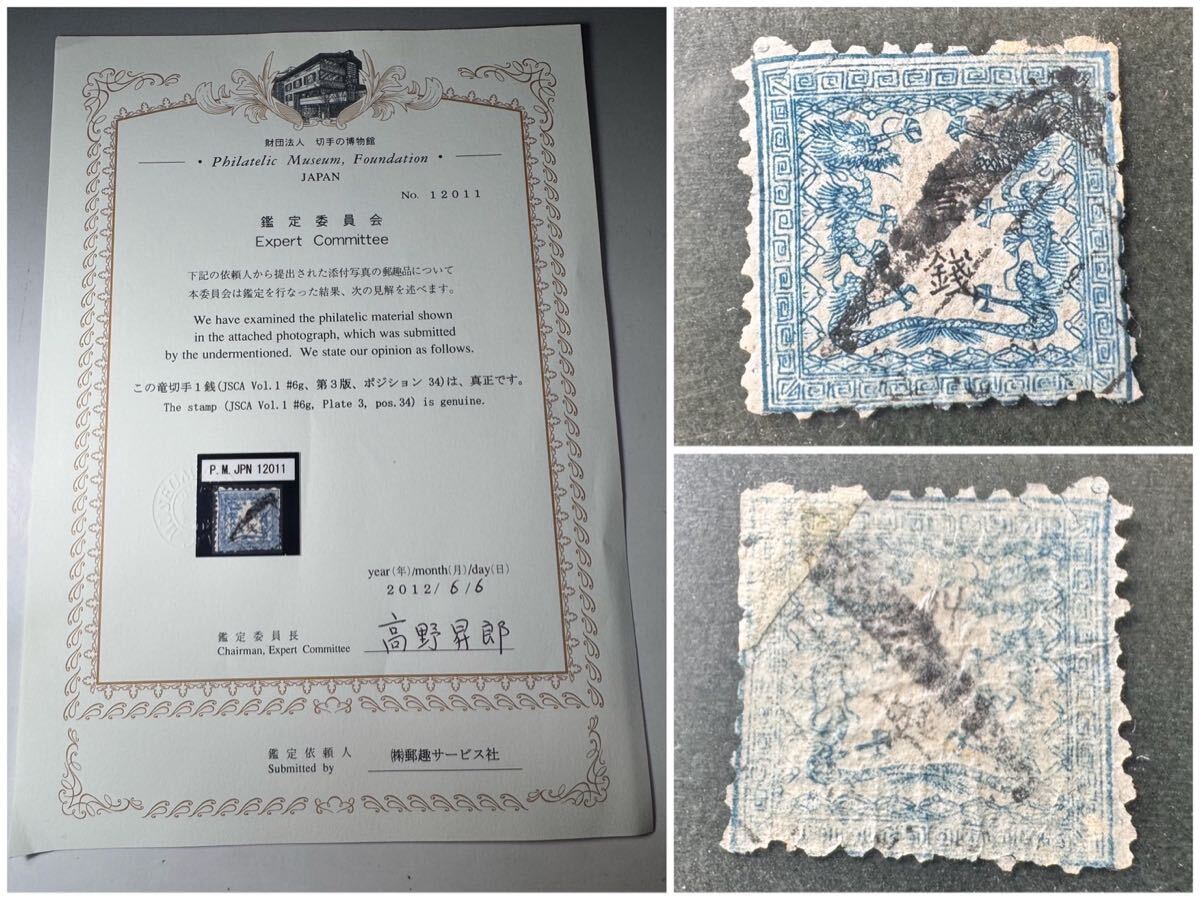 財団法人 切手の博物館
• Philatelic Museum, Foundation •
JAPAN
No. 12011
鑑定委員会
Expert Committee
下記の依頼人から提出された添付写真の郵趣品について
本委員会は鑑定を行なった結果、次の見解を述べます。
We have examined the philatelic material shown
in the attached photograph, which was submitted
by the undermentioned. We state our opinion as follows.
この竜切手1銭(JSCA Vol.1 #6g、第3版、ポジション 34)は、真正です。
The stamp (JSCA Vol.1 #6g, Plate 3, pos.34) is genuine.
P.M.JPN 12011
year(年)/month(月)/day(日)
2012/6/6
鑑定委員長
Chairman, Expert Committee
高野昇郎
鑑定依頼人
Submitted by
㈱郵趣サービス社
錢
34